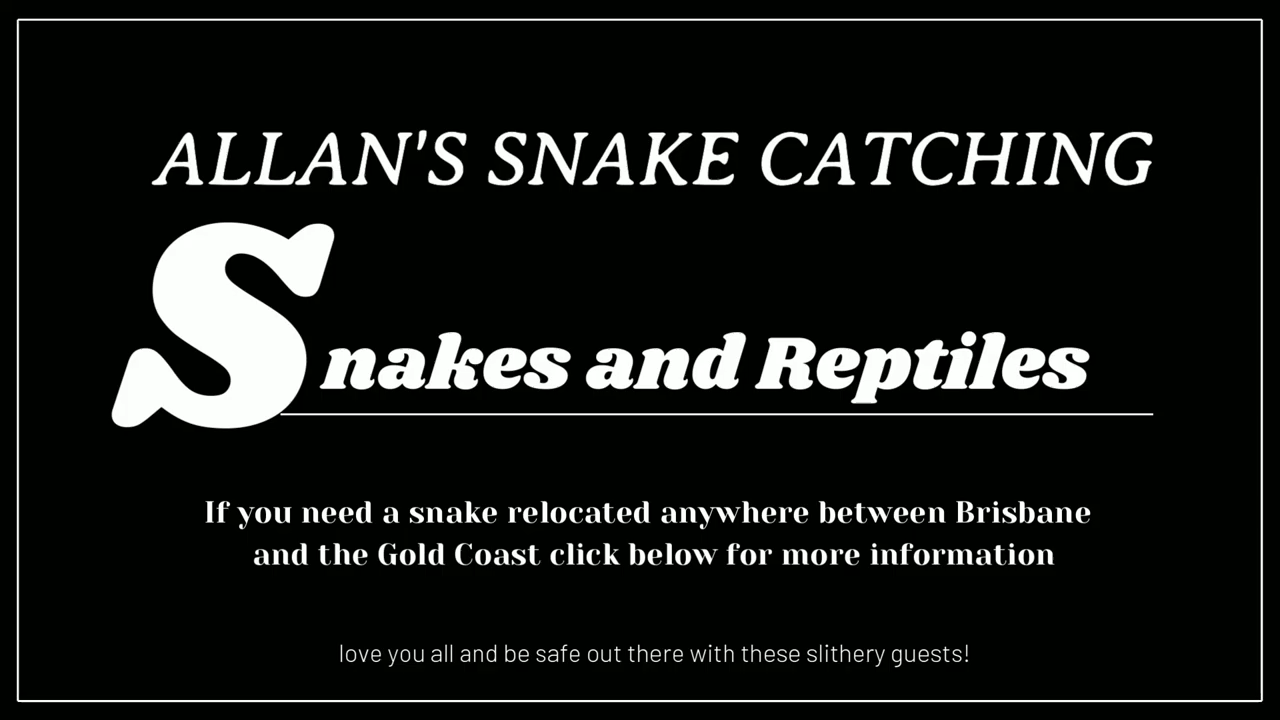 ALLAN'S SNAKE CATCHING
Snakes and Reptiles
If you need a snake relocated anywhere between Brisbane
and the Gold Coast click below for more information
love you all and be safe out there with these slithery guests!